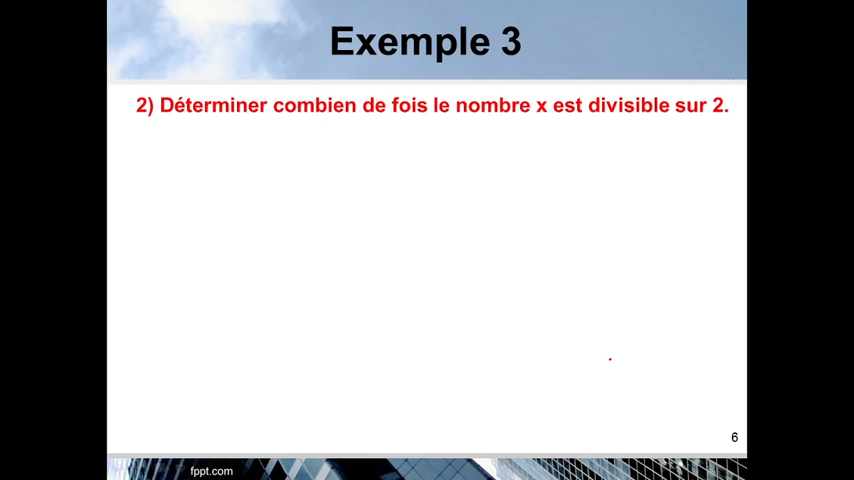 Exemple 3
2) Déterminer combien de fois le nombre x est divisible sur 2.
6
fppt.com